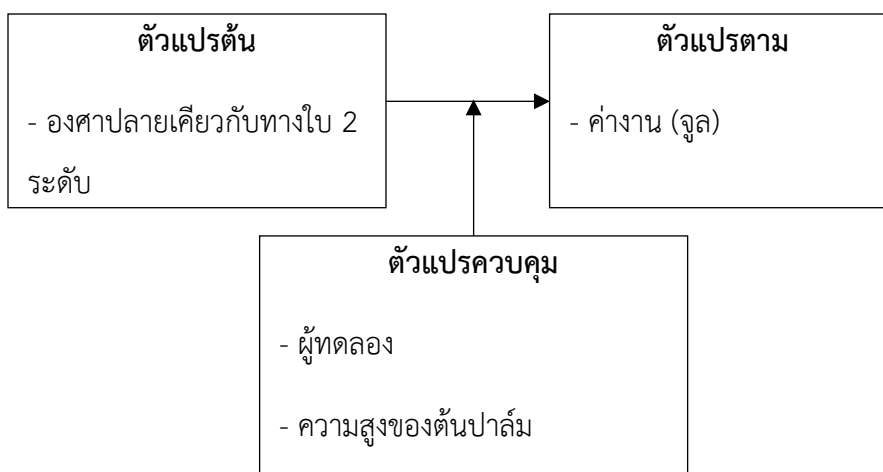 ตัวแปรต้น
- องศาปลายเคียวกับทางใบ 2
ระดับ
ตัวแปรตาม
- ค่างาน (จูล)
ตัวแปรควบคุม
- ผู้ทดลอง
- ความสูงของต้นปาล์ม